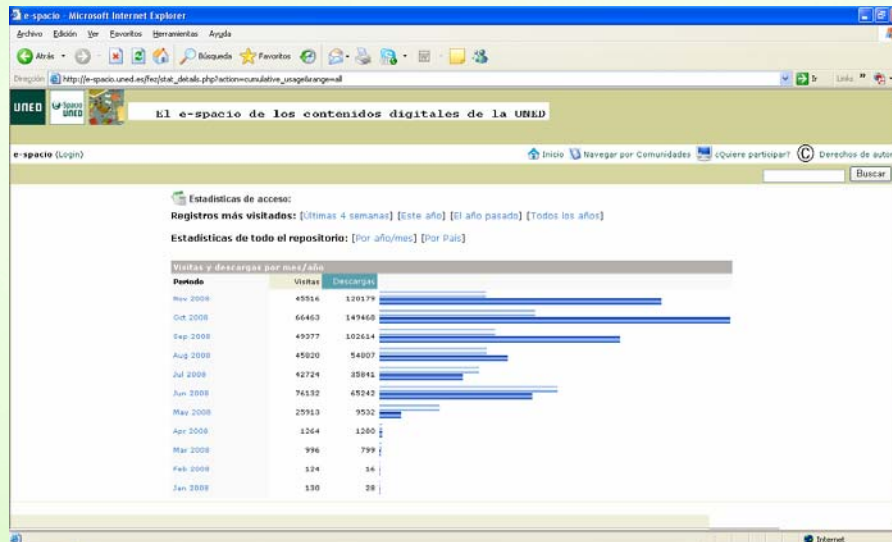 e-spacio - Microsoft Internet Explorer
Archivo Edición Ver Favoritos Herramientas Ayuda
Atrás Búsqueda Favoritos
Dirección http://e-spacio.uned.es/fez/stat_details.php?action=cumulative_usage&range=all Ir Links »
UNED e-Spacio UNED El e-spacio de los contenidos digitales de la UNED
e-spacio (Login) Inicio Navegar por Comunidades ¿Quiere participar? © Derechos de autor
Buscar
Estadísticas de acceso:
Registros más visitados: [Últimas 4 semanas] [Este año] [El año pasado] [Todos los años]
Estadísticas de todo el repositorio: [Por año/mes] [Por País]
Visitas y descargas por mes/año
Periodo Visitas Descargas
Nov 2008 45516 120179
Oct 2008 66463 149468
Sep 2008 49377 102614
Aug 2008 45820 54807
Jul 2008 42724 35841
Jun 2008 76132 65242
May 2008 25913 9532
Apr 2008 1264 1280
Mar 2008 996 799
Feb 2008 124 16
Jan 2008 130 28
Internet